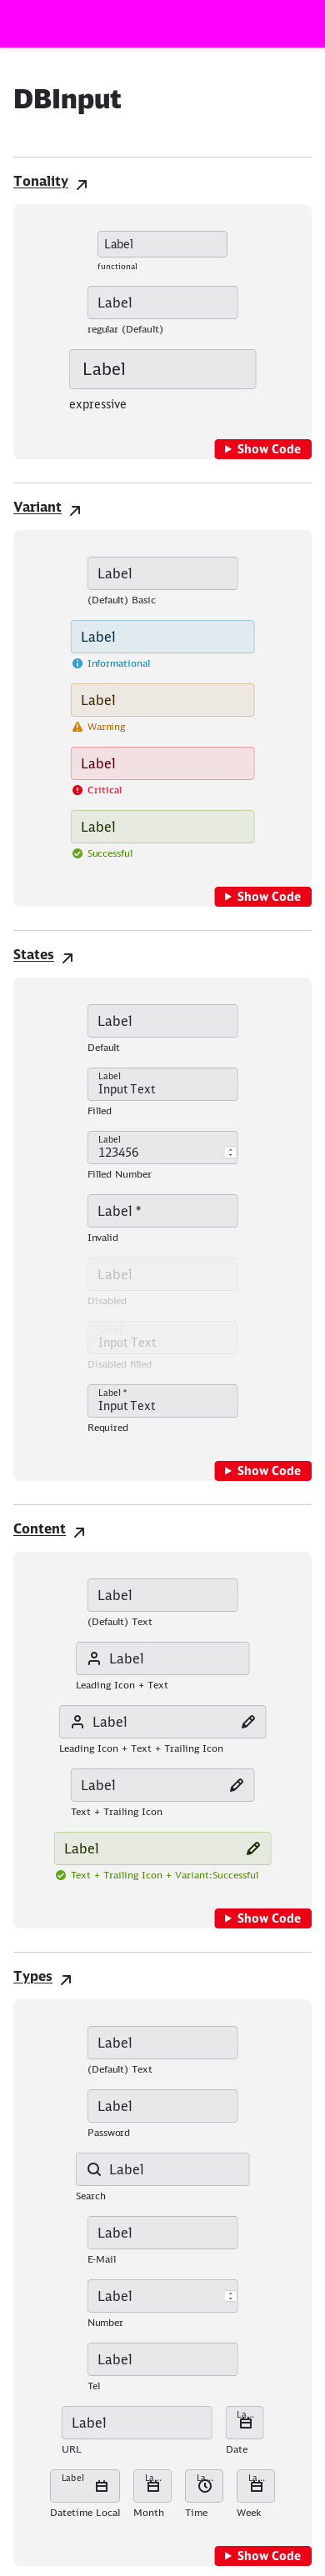 DBInput
Tonality
Label
functional
Label
regular (Default)
Label
expressive
Show Code
Variant
Label
(Default) Basic
Label
Informational
Label
Warning
Label
Critical
Label
Successful
Show Code
States
Label
Default
Label
Input Text
Filled
Label
123456
Filled Number
Label *
Invalid
Label
Disabled
Label
Input Text
Disabled filled
Label *
Input Text
Required
Show Code
Content
Label
(Default) Text
Label
Leading Icon + Text
Label
Leading Icon + Text + Trailing Icon
Label
Text + Trailing Icon
Label
Text + Trailing Icon + Variant:Successful
Show Code
Types
Label
(Default) Text
Label
Password
Label
Search
Label
E-Mail
Label
Number
Label
Tel
Label La...
URL Date
Label La... La... La...
Datetime Local Month Time Week
Show Code